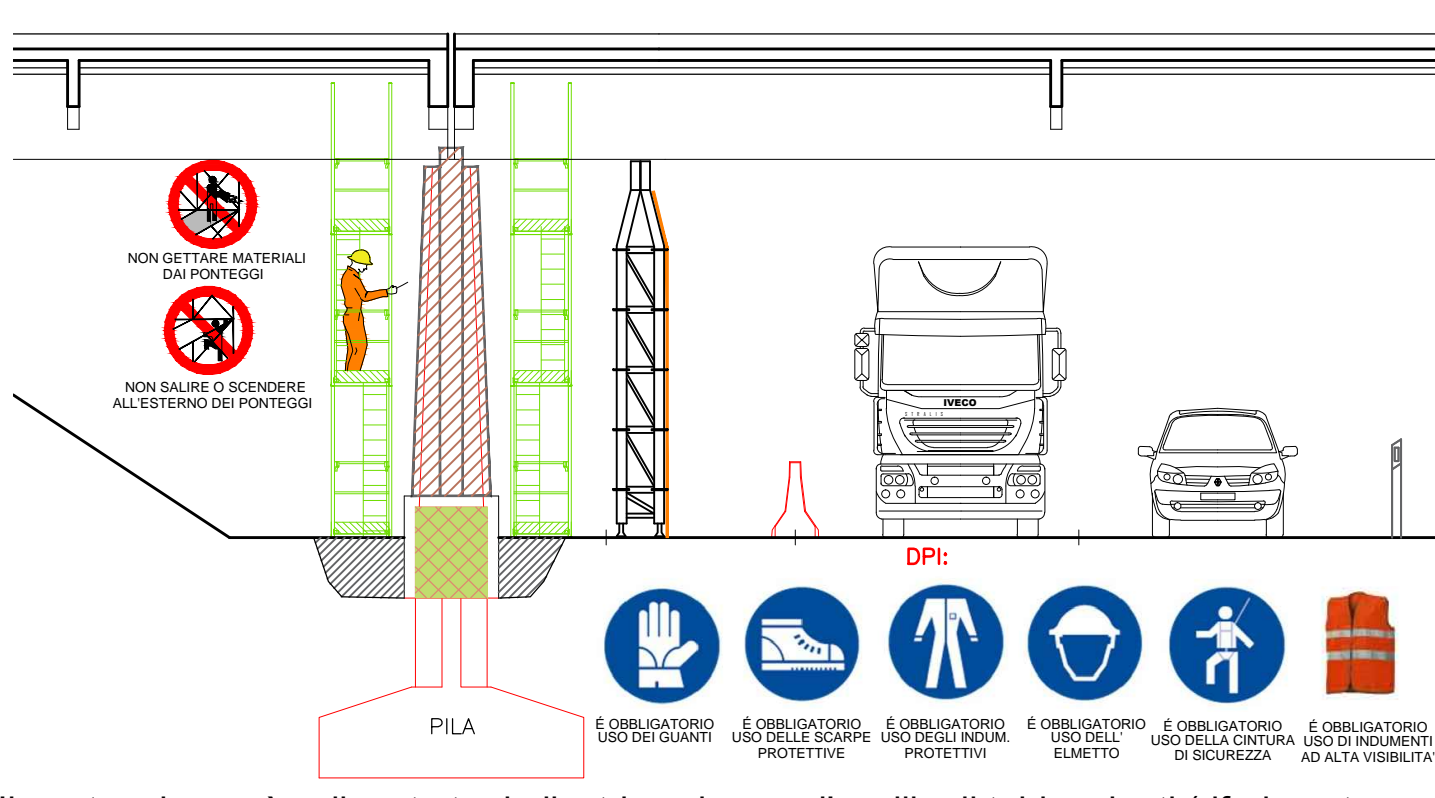 NON GETTARE MATERIALI
DAI PONTEGGI
NON SALIRE O SCENDERE
ALL'ESTERNO DEI PONTEGGI
IVECO
STRALIS
DPI:
PILA
É OBBLIGATORIO
USO DEI GUANTI
É OBBLIGATORIO
USO DELLE SCARPE
PROTETTIVE
É OBBLIGATORIO
USO DEGLI INDUM.
PROTETTIVI
É OBBLIGATORIO
USO DELL'
ELMETTO
É OBBLIGATORIO
USO DELLA CINTURA
DI SICUREZZA
É OBBLIGATORIO
USO DI INDUMENTI
AD ALTA VISIBILITA'